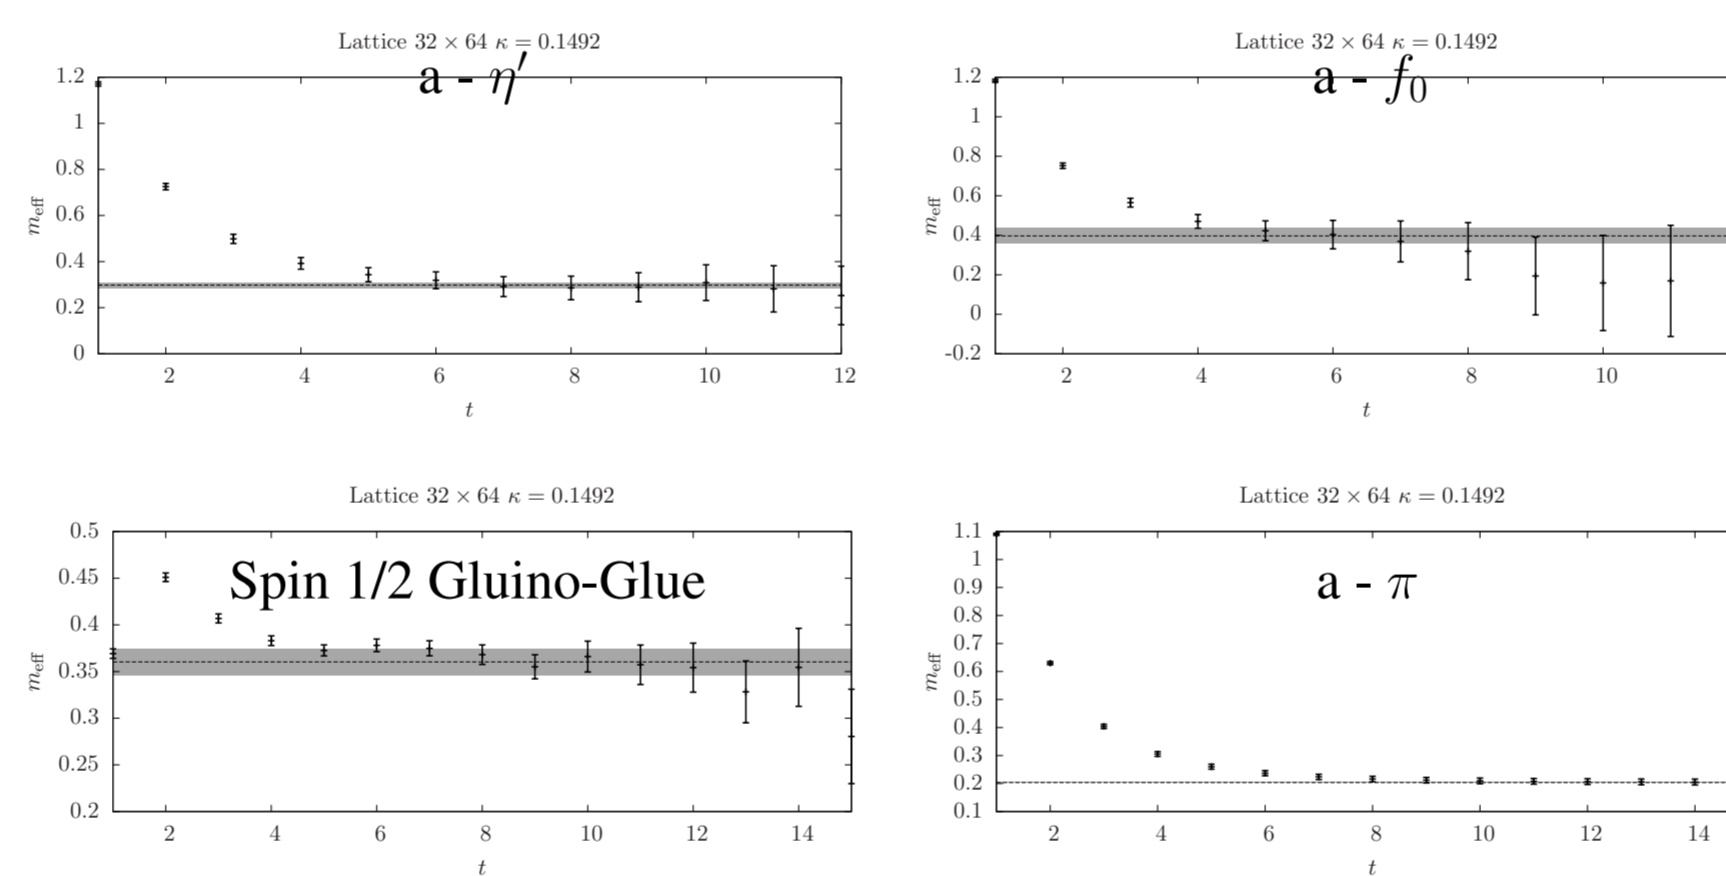 Lattice 32 × 64 κ = 0.1492
a - η′
m_eff
1.2
1
0.8
0.6
0.4
0.2
0
2 4 6 8 10 12
t
Lattice 32 × 64 κ = 0.1492
a - f₀
m_eff
1.2
1
0.8
0.6
0.4
0.2
0
-0.2
2 4 6 8 10
t
Lattice 32 × 64 κ = 0.1492
Spin 1/2 Gluino-Glue
m_eff
0.5
0.45
0.4
0.35
0.3
0.25
0.2
2 4 6 8 10 12 14
t
Lattice 32 × 64 κ = 0.1492
a - π
m_eff
1.1
1
0.9
0.8
0.7
0.6
0.5
0.4
0.3
0.2
0.1
2 4 6 8 10 12 14
t